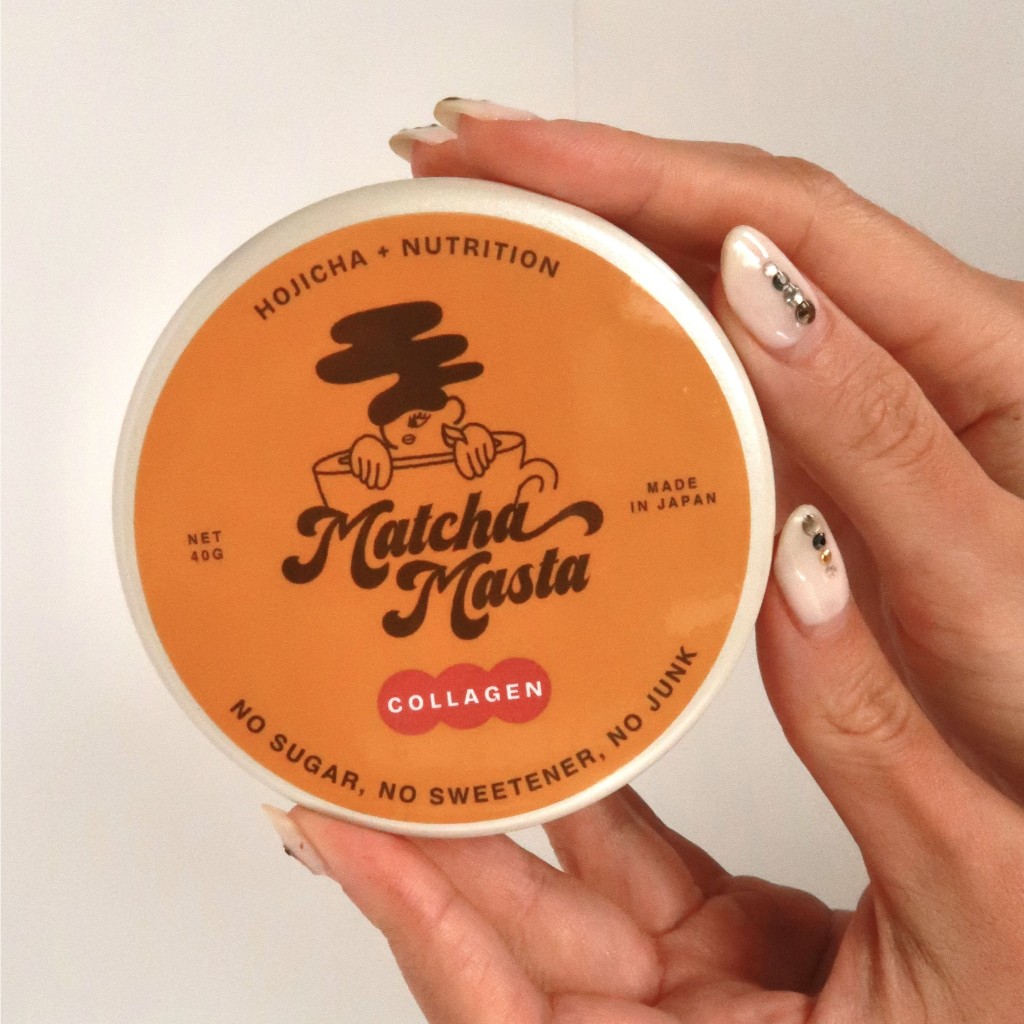 HOJICHA + NUTRITION
Matcha
Masta
MADE
IN JAPAN
NET
40G
COLLAGEN
NO SUGAR, NO SWEETENER, NO JUNK